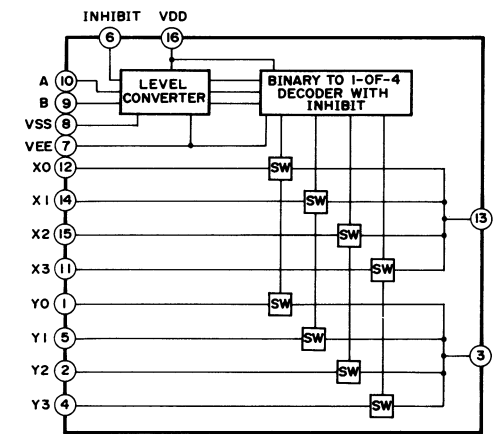 INHIBIT VDD
6 16
A 10
LEVEL CONVERTER
BINARY TO 1-OF-4 DECODER WITH INHIBIT
B 9
VSS 8
VEE 7
X0 12 SW
X1 14 SW
13
X2 15 SW
X3 11 SW
Y0 1 SW
Y1 5 SW
3
Y2 2 SW
Y3 4 SW